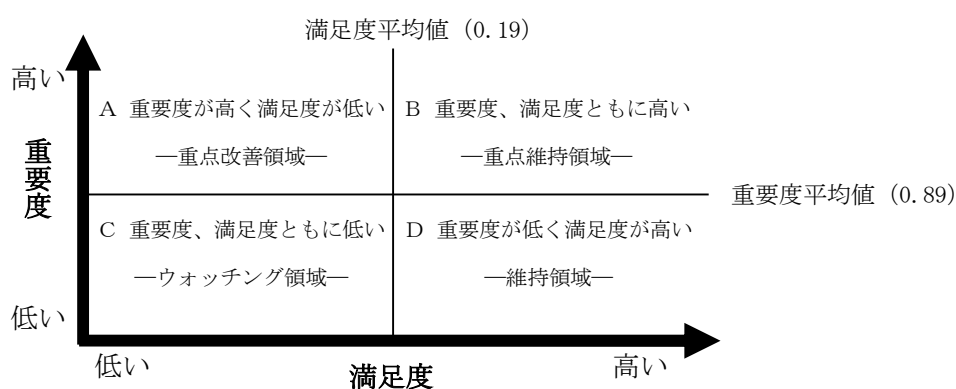 満足度平均値（0.19）
高い
A 重要度が高く満足度が低い
―重点改善領域―
B 重要度、満足度ともに高い
―重点維持領域―
重要度
重要度平均値（0.89）
C 重要度、満足度ともに低い
―ウォッチング領域―
D 重要度が低く満足度が高い
―維持領域―
低い
低い
満足度
高い